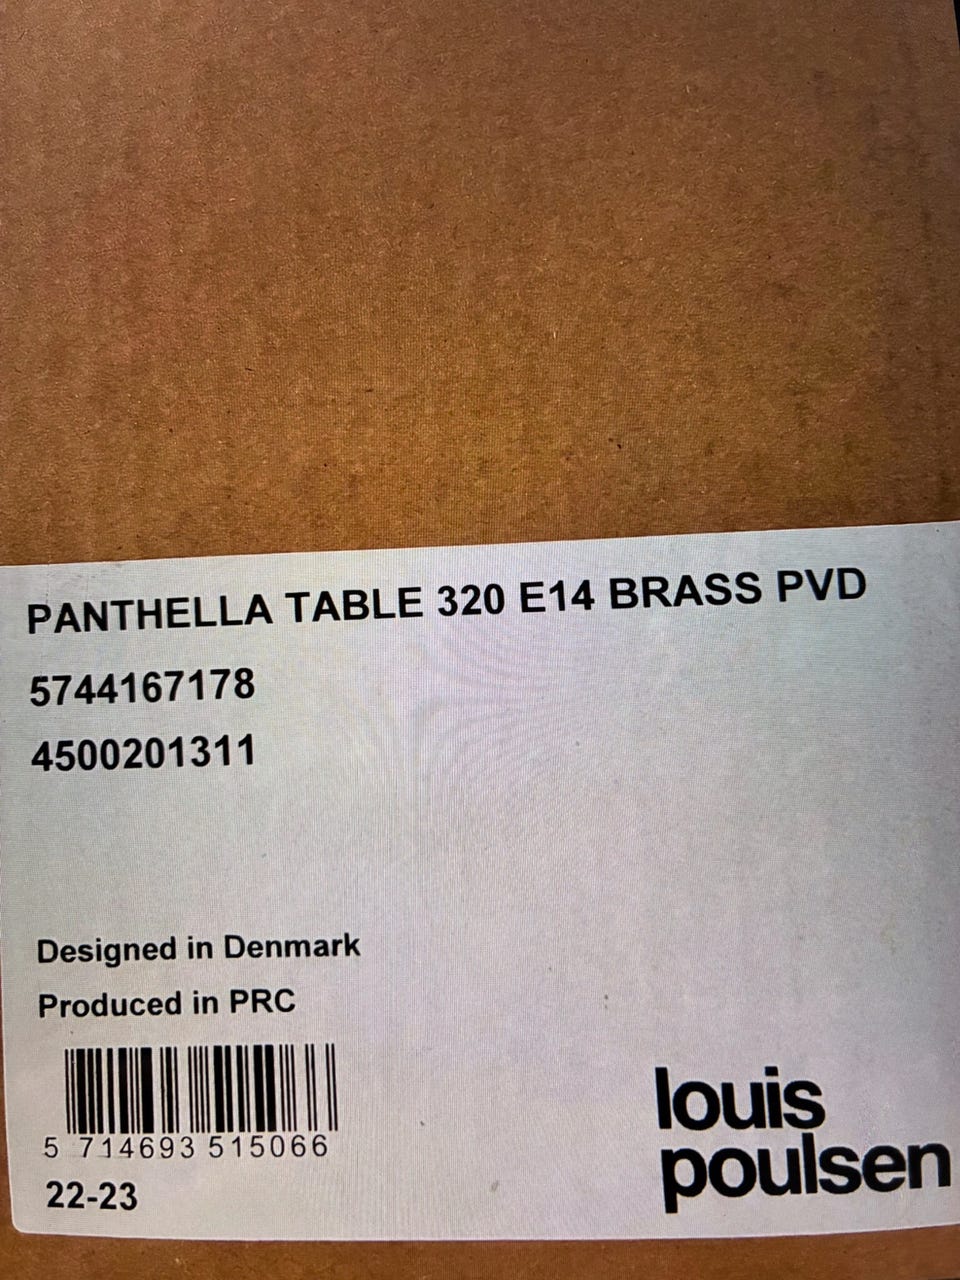 PANTHELLA TABLE 320 E14 BRASS PVD
5744167178
4500201311
Designed in Denmark
Produced in PRC
5 714693 515066
22-23
louis
poulsen